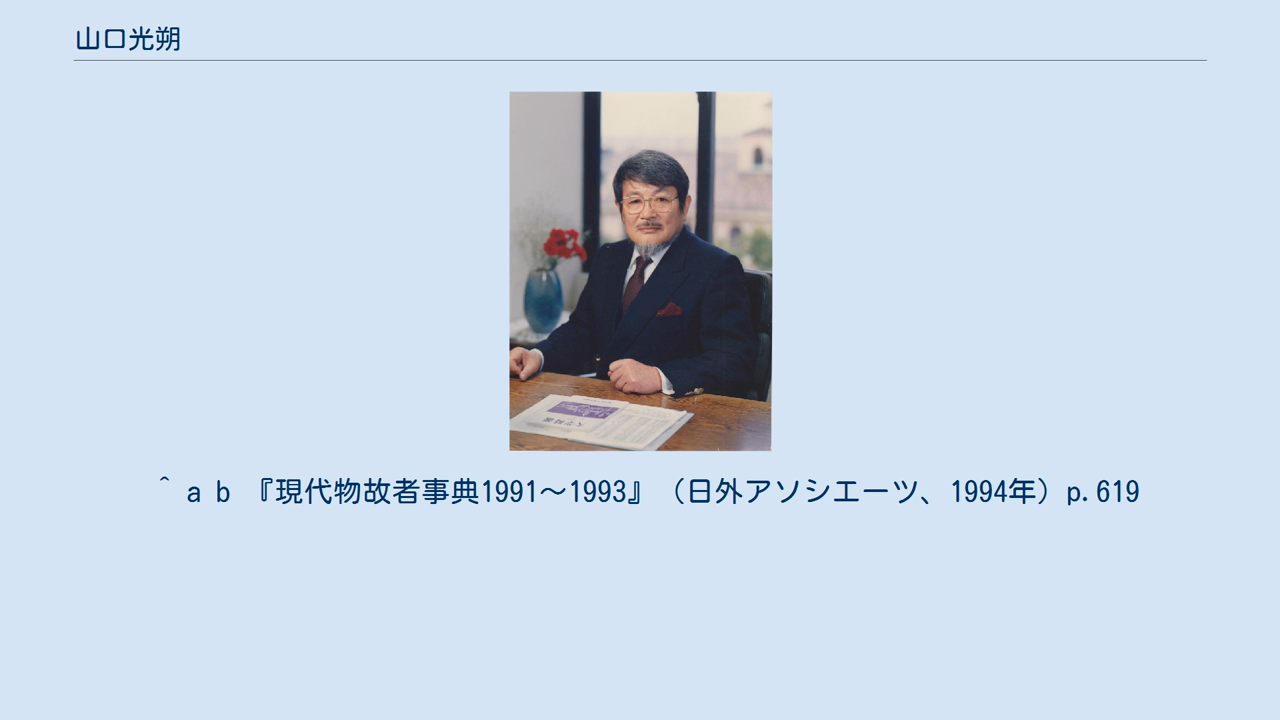 山口光朔
^ a b 『現代物故者事典1991～1993』（日外アソシエーツ、1994年）p.619